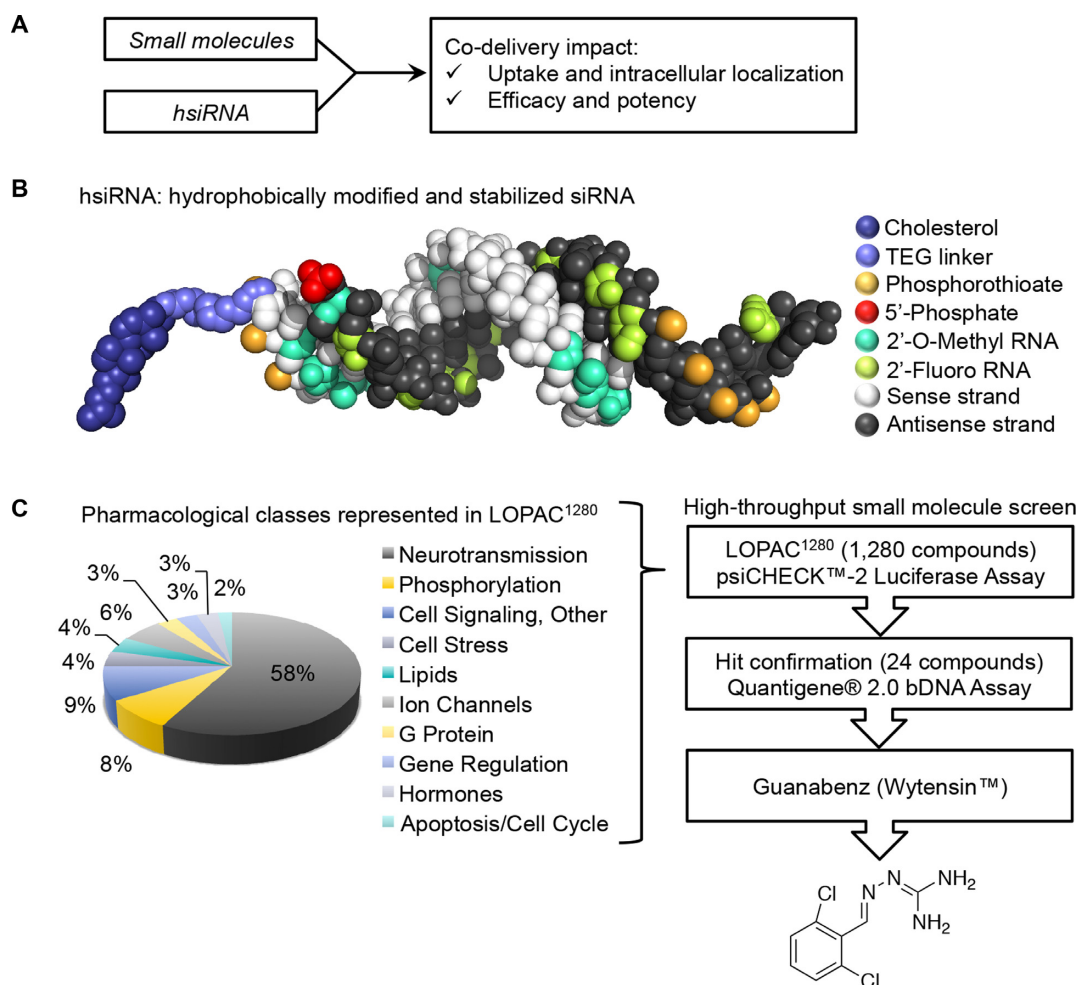 A
Small molecules
hsiRNA
Co-delivery impact:
✓ Uptake and intracellular localization
✓ Efficacy and potency
B
hsiRNA: hydrophobically modified and stabilized siRNA
Cholesterol
TEG linker
Phosphorothioate
5’-Phosphate
2’-O-Methyl RNA
2’-Fluoro RNA
Sense strand
Antisense strand
C
Pharmacological classes represented in LOPAC¹²⁸⁰
3%
2%
3%
3%
6%
4%
4%
9%
8%
58%
Neurotransmission
Phosphorylation
Cell Signaling, Other
Cell Stress
Lipids
Ion Channels
G Protein
Gene Regulation
Hormones
Apoptosis/Cell Cycle
High-throughput small molecule screen
LOPAC¹²⁸⁰ (1,280 compounds)
psiCHECK™-2 Luciferase Assay
Hit confirmation (24 compounds)
Quantigene® 2.0 bDNA Assay
Guanabenz (Wytensin™)
Cl
N
N
NH₂
NH₂
Cl